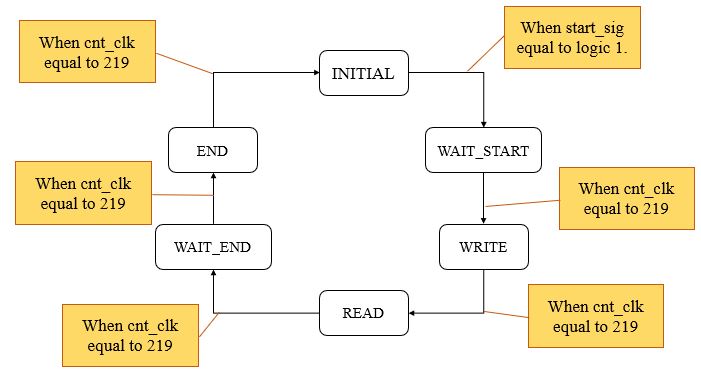 When cnt_clk
equal to 219
When start_sig
equal to logic 1.
INITIAL
END
WAIT_START
When cnt_clk
equal to 219
When cnt_clk
equal to 219
WAIT_END
WRITE
READ
When cnt_clk
equal to 219
When cnt_clk
equal to 219